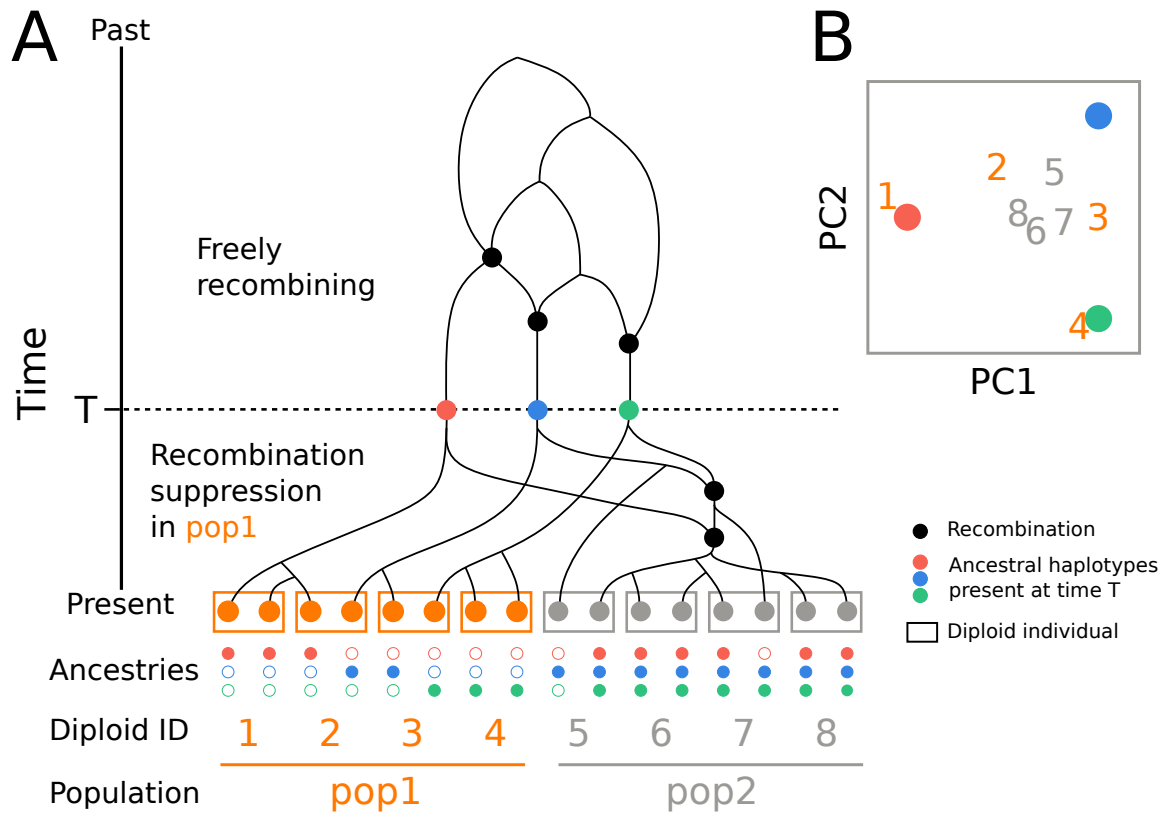 A
Past
B
Freely
recombining
Time
T
Recombination
suppression
in pop1
Present
Ancestries
Diploid ID
1 2 3 4 5 6 7 8
Population
pop1 pop2
PC2
1
2
5
8
6
7
3
4
PC1
Recombination
Ancestral haplotypes
present at time T
Diploid individual